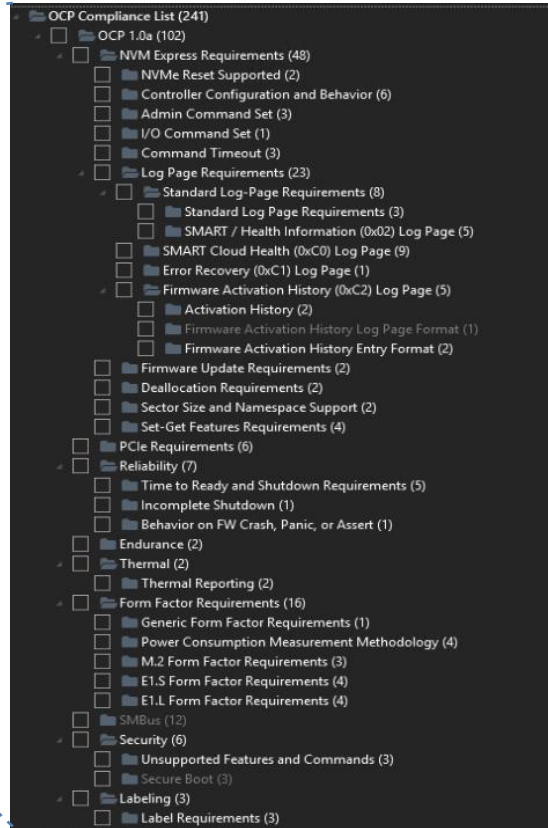 OCP Compliance List (241)
OCP 1.0a (102)
NVM Express Requirements (48)
NVMe Reset Supported (2)
Controller Configuration and Behavior (6)
Admin Command Set (3)
I/O Command Set (1)
Command Timeout (3)
Log Page Requirements (23)
Standard Log-Page Requirements (8)
Standard Log Page Requirements (3)
SMART / Health Information (0x02) Log Page (5)
SMART Cloud Health (0xC0) Log Page (9)
Error Recovery (0xC1) Log Page (1)
Firmware Activation History (0xC2) Log Page (5)
Activation History (2)
Firmware Activation History Log Page Format (1)
Firmware Activation History Entry Format (2)
Firmware Update Requirements (2)
Deallocation Requirements (2)
Sector Size and Namespace Support (2)
Set-Get Features Requirements (4)
PCIe Requirements (6)
Reliability (7)
Time to Ready and Shutdown Requirements (5)
Incomplete Shutdown (1)
Behavior on FW Crash, Panic, or Assert (1)
Endurance (2)
Thermal (2)
Thermal Reporting (2)
Form Factor Requirements (16)
Generic Form Factor Requirements (1)
Power Consumption Measurement Methodology (4)
M.2 Form Factor Requirements (3)
E1.S Form Factor Requirements (4)
E1.L Form Factor Requirements (4)
SMBus (12)
Security (6)
Unsupported Features and Commands (3)
Secure Boot (3)
Labeling (3)
Label Requirements (3)